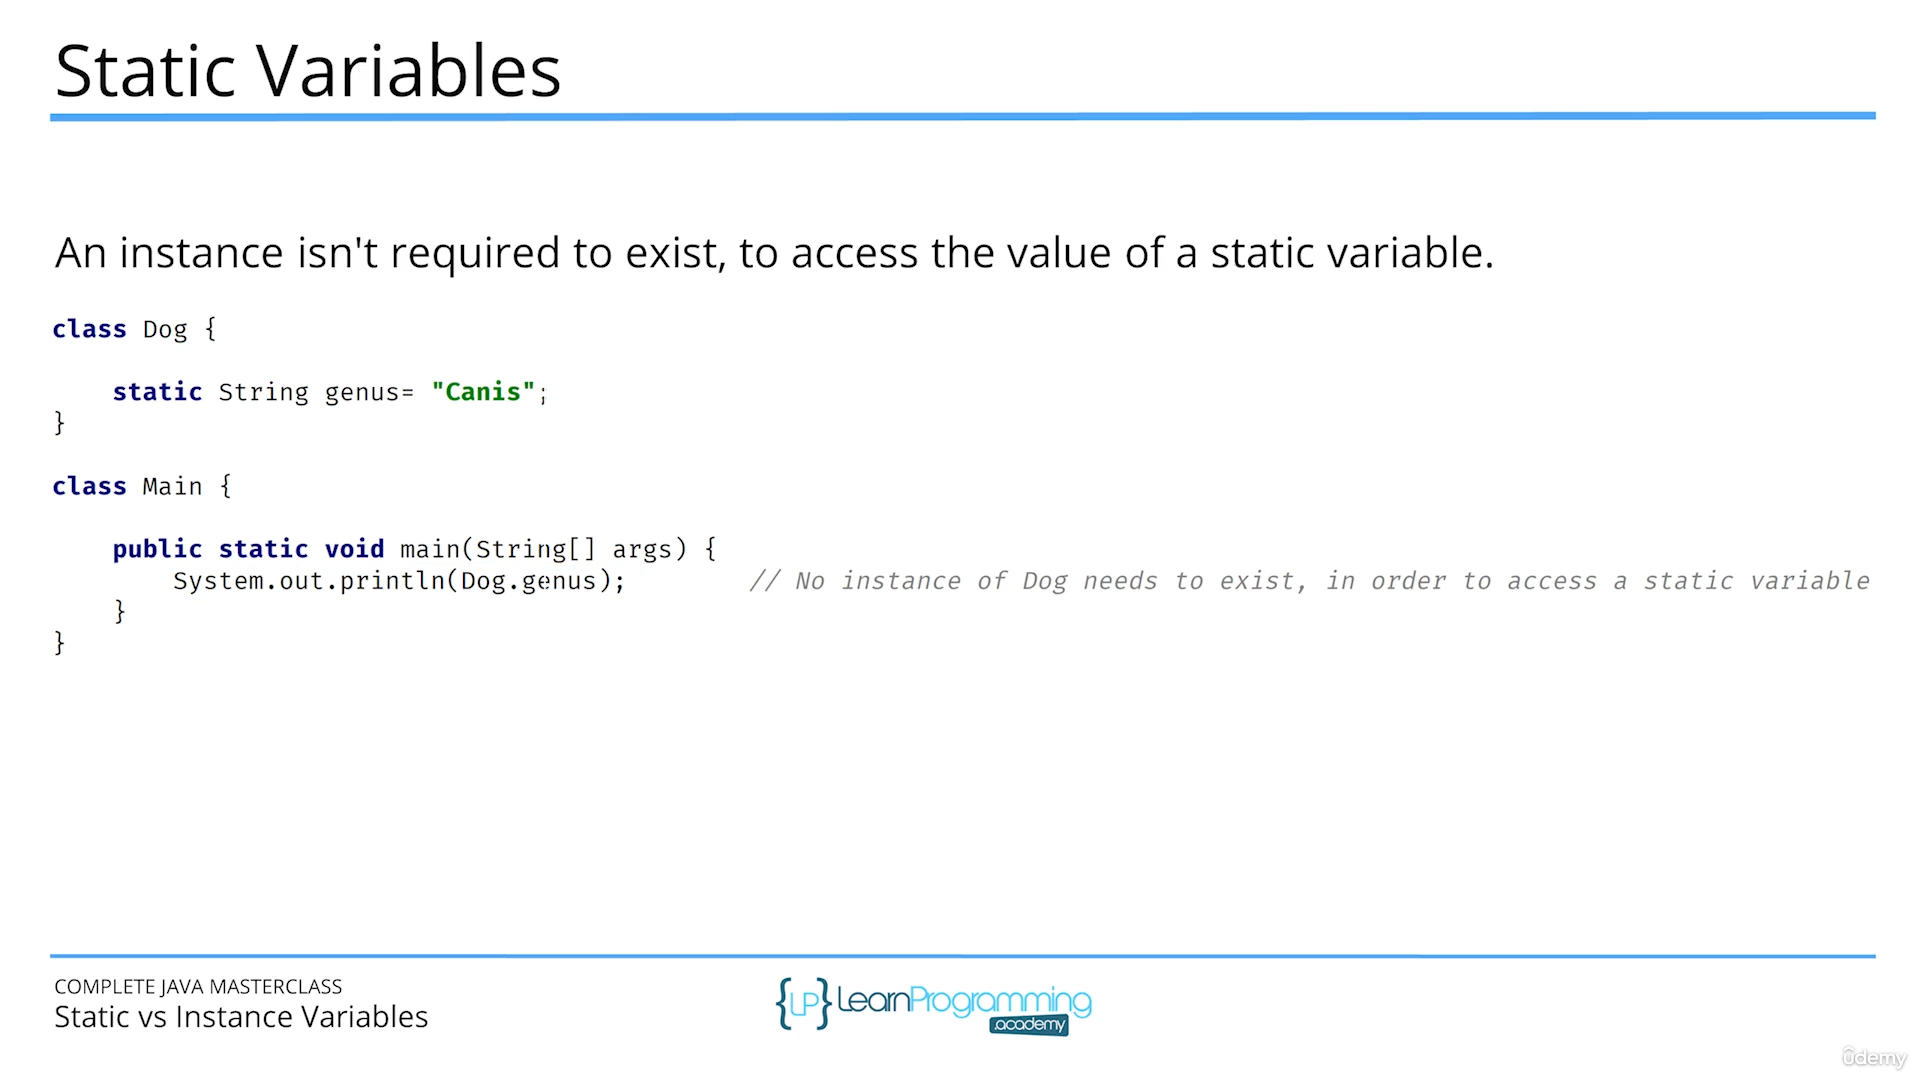 Static Variables
An instance isn't required to exist, to access the value of a static variable.
class Dog {
static String genus= "Canis";
}
class Main {
public static void main(String[] args) {
System.out.println(Dog.genus); // No instance of Dog needs to exist, in order to access a static variable
}
}
COMPLETE JAVA MASTERCLASS
Static vs Instance Variables
{LP} LearnProgramming
.academy
ûdemy